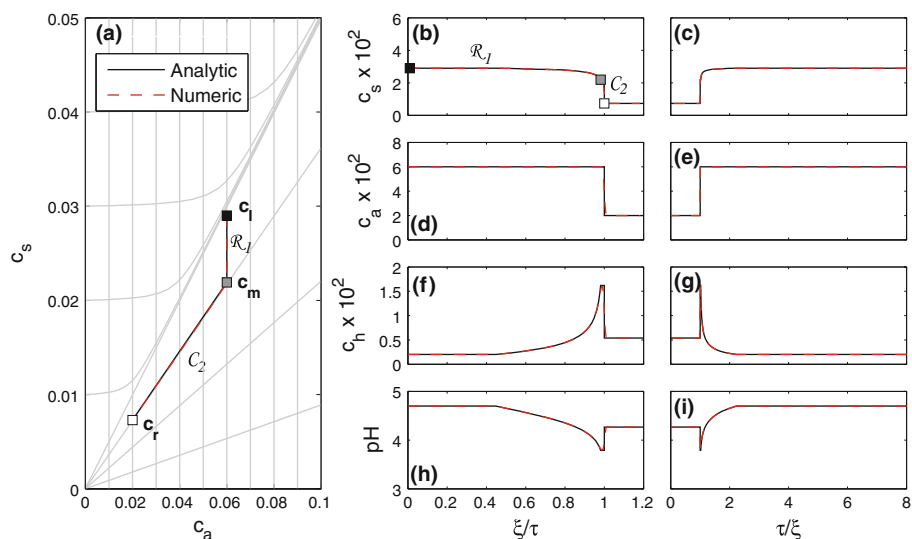 (a)
Analytic
Numeric
0.05
0.04
0.03
0.02
0.01
0
c_s
c_l
R_1
c_m
C_2
c_r
0 0.02 0.04 0.06 0.08 0.1
c_a
(b)
R_1
C_2
6
4
2
0
c_s x 10^2
(c)
(d)
8
6
4
2
0
c_a x 10^2
(e)
(f)
2
1.5
1
0.5
0
c_h x 10^2
(g)
(h)
5
4
3
pH
0 0.2 0.4 0.6 0.8 1 1.2
ξ/τ
(i)
0 2 4 6 8
τ/ξ